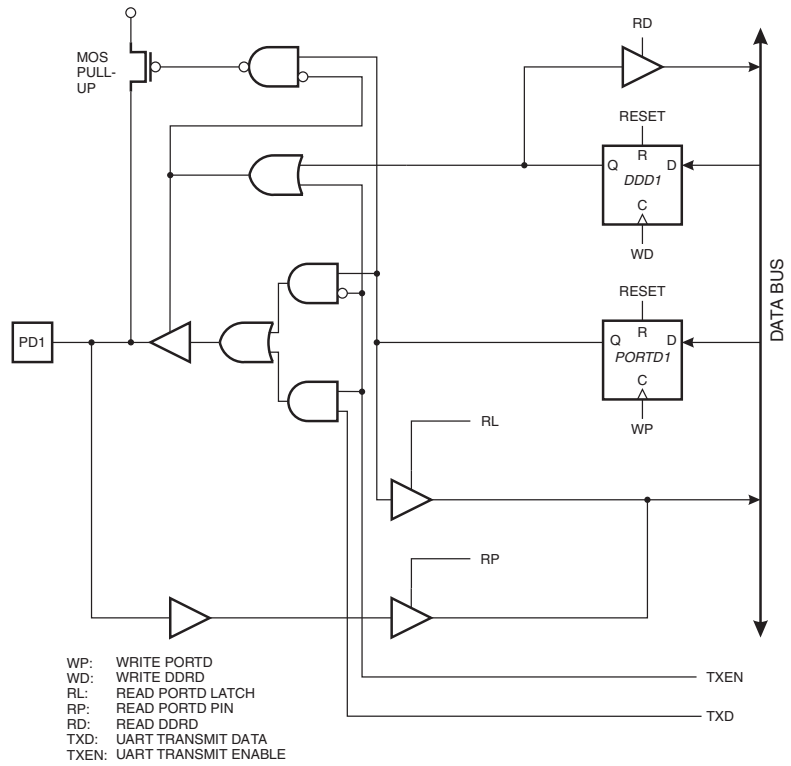 RD
MOS
PULL-
UP
RESET
R
Q
D
DDD1
C
WD
RESET
R
Q
D
PD1
PORTD1
C
WP
DATA BUS
RL
RP
WP: WRITE PORTD
WD: WRITE DDRD
RL: READ PORTD LATCH
RP: READ PORTD PIN
RD: READ DDRD
TXD: UART TRANSMIT DATA
TXEN: UART TRANSMIT ENABLE
TXEN
TXD